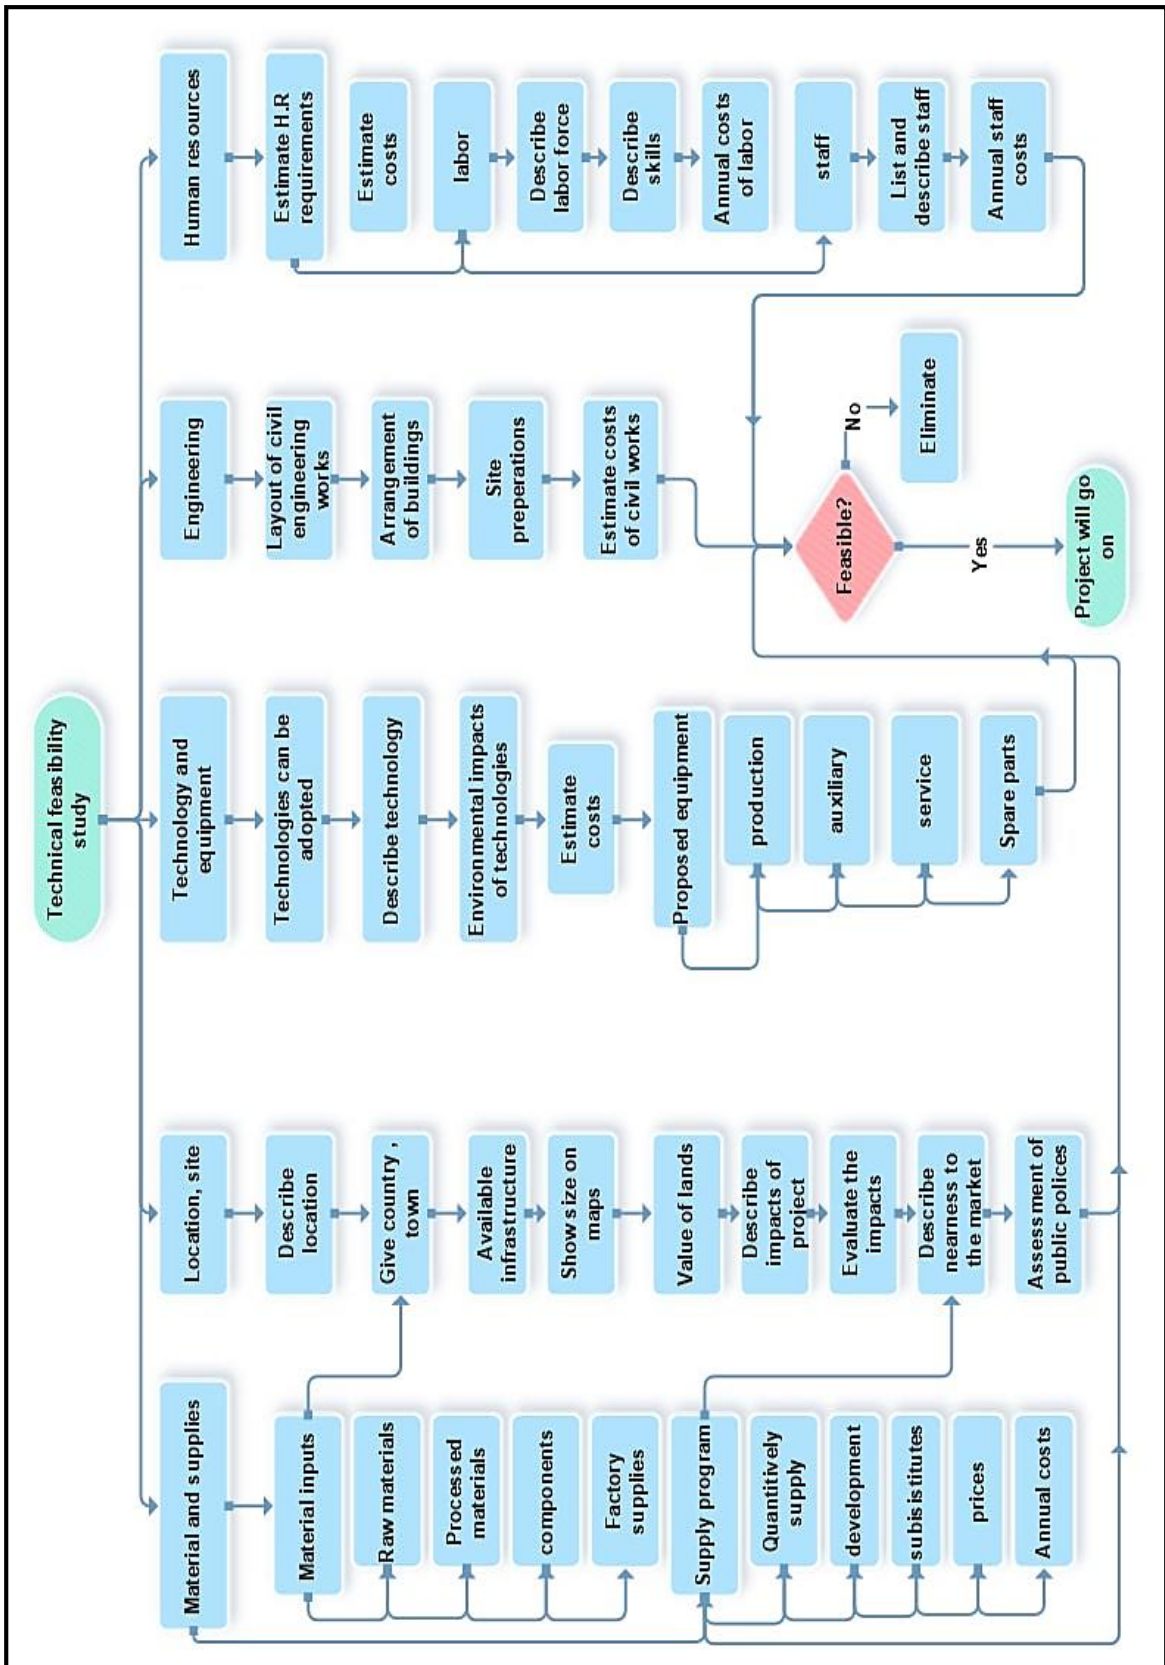 Technical feasibility
study
Material and supplies
Material inputs
Raw materials
Processed
materials
components
Factory
supplies
Supply program
Quantitively
supply
development
subisistitutes
prices
Annual costs
Location, site
Describe
location
Give country ,
town
Available
infrastructure
Show size on
maps
Value of lands
Describe
impacts of
project
Evaluate the
impacts
Describe
nearness to
the market
Assessment of
public polices
Technology and
equipment
Technologies can be
adopted
Describe technology
Environmental impacts
of technologies
Estimate
costs
Proposed equipment
production
auxiliary
service
Spare parts
Engineering
Layout of civil
engineering
works
Arrangement
of buildings
Site
preperations
Estimate costs
of civil works
Human resources
Estimate H.R
requirements
Estimate
costs
labor
Describe
labor force
Describe
skills
Annual costs
of labor
staff
List and
describe staff
Annual staff
costs
Feasible?
No
Eliminate
Yes
Project will go
on